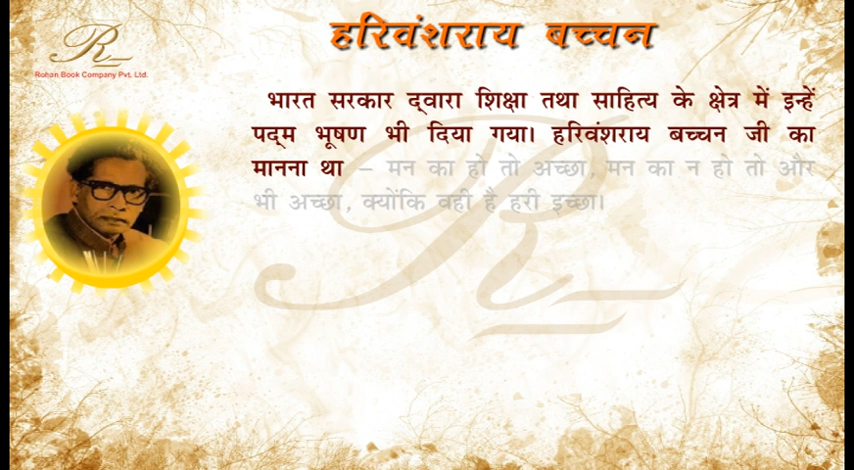 हरिवंशराय बच्चन
R
Rohan Book Company Pvt. Ltd.
भारत सरकार द्वारा शिक्षा तथा साहित्य के क्षेत्र में इन्हें
पद्म भूषण भी दिया गया। हरिवंशराय बच्चन जी का
मानना था – मन का हो तो अच्छा, मन का न हो तो और
भी अच्छा, क्योंकि वही है हरी इच्छा।
R